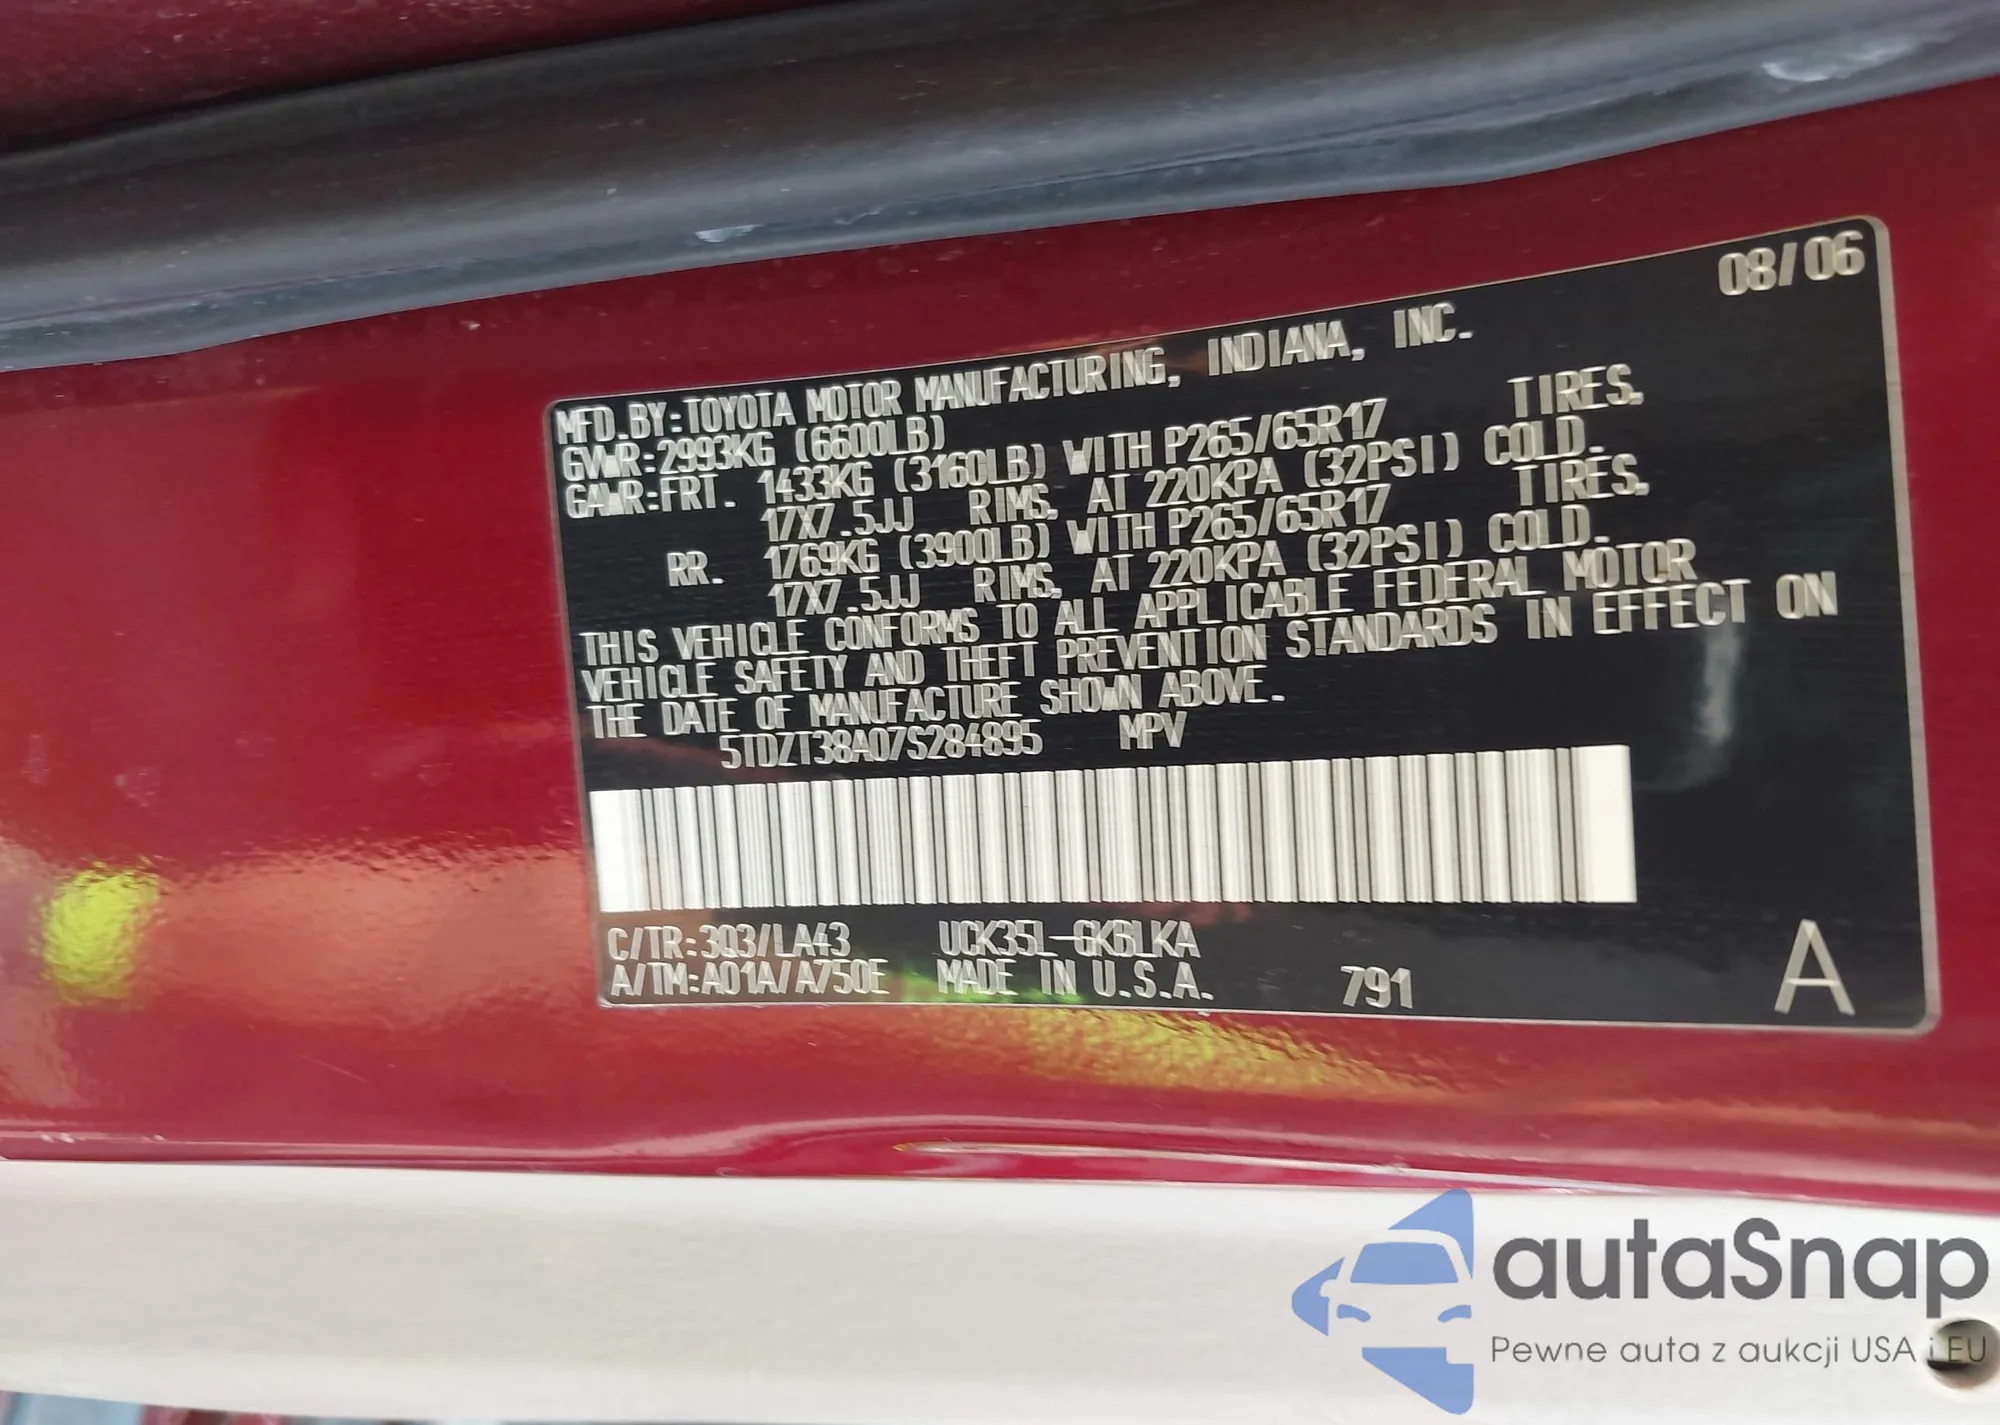 08/06
MFD.BY:TOYOTA MOTOR MANUFACTURING, INDIANA, INC.
GVWR:2993KG (6600LB)
GAWR:FRT. 1433KG (3160LB) WITH P265/65R17 TIRES,
17X7.5JJ RIMS, AT 220KPA (32PSI) COLD.
RR. 1769KG (3900LB) WITH P265/65R17 TIRES,
17X7.5JJ RIMS, AT 220KPA (32PSI) COLD.
THIS VEHICLE CONFORMS TO ALL APPLICABLE FEDERAL MOTOR
VEHICLE SAFETY AND THEFT PREVENTION STANDARDS IN EFFECT ON
THE DATE OF MANUFACTURE SHOWN ABOVE.
5TDZT38A07S284895 MPV
C/TR:3Q3/LA43 UCK35L-GKBLKA
A/TM:A01A/A750E MADE IN U.S.A. 791
A
autaSnap
Pewne auta z aukcji USA i EU